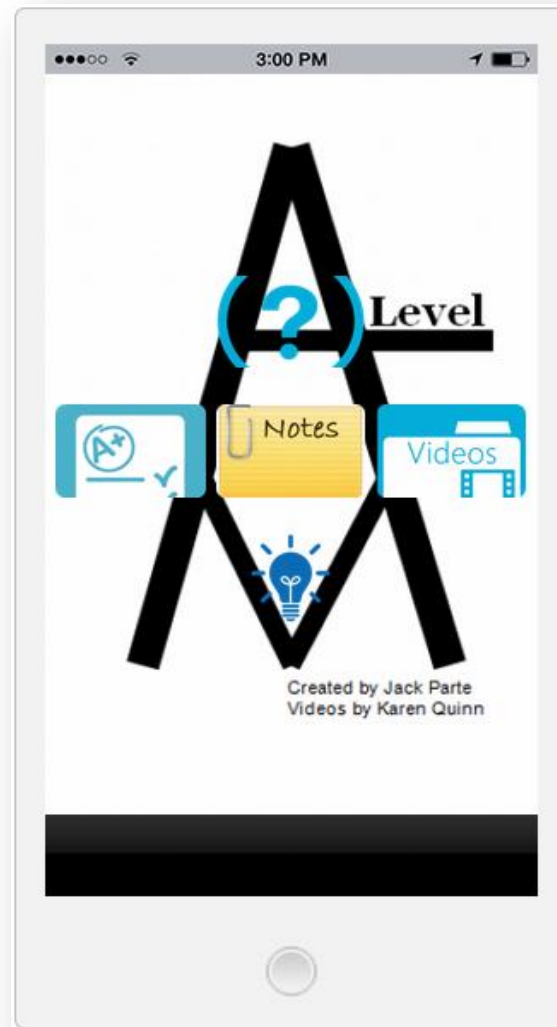 3:00 PM
(?)
Level
A+
Notes
Videos
Created by Jack Parte
Videos by Karen Quinn